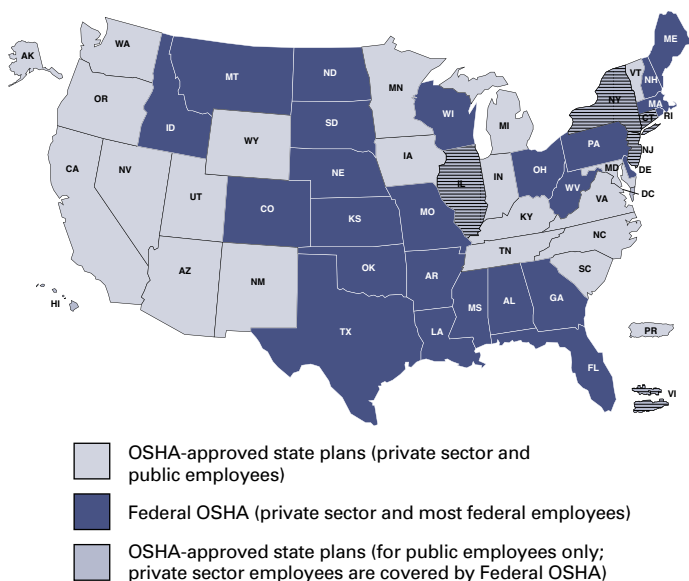 AK
WA
ME
MT
ND
MN
VT
NH
OR
ID
SD
WI
NY
MA
CT
RI
WY
MI
NE
IA
PA
NJ
CA
NV
UT
CO
IL
IN
OH
MD
DE
WV
VA
DC
KS
MO
KY
NC
AZ
NM
OK
AR
TN
SC
HI
TX
LA
MS
AL
GA
PR
FL
VI
OSHA-approved state plans (private sector and
public employees)
Federal OSHA (private sector and most federal employees)
OSHA-approved state plans (for public employees only;
private sector employees are covered by Federal OSHA)